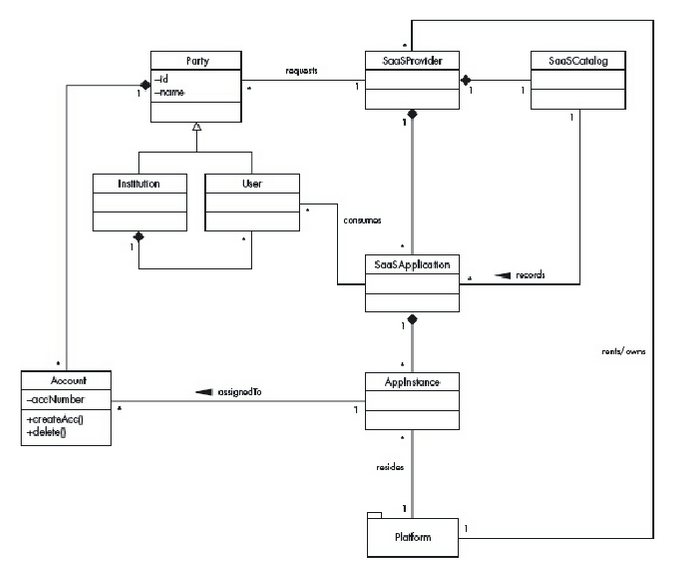 Party
–id
–name
1
*
requests
1
*
SaaSProvider
1
1
SaaSCatalog
1
1
Institution
1
User
*
*
consumes
*
SaaSApplication
*
records
1
rents/owns
*
Account
–accNumber
+createAcc()
+delete()
*
assignedTo
1
*
AppInstance
*
resides
1
Platform
1